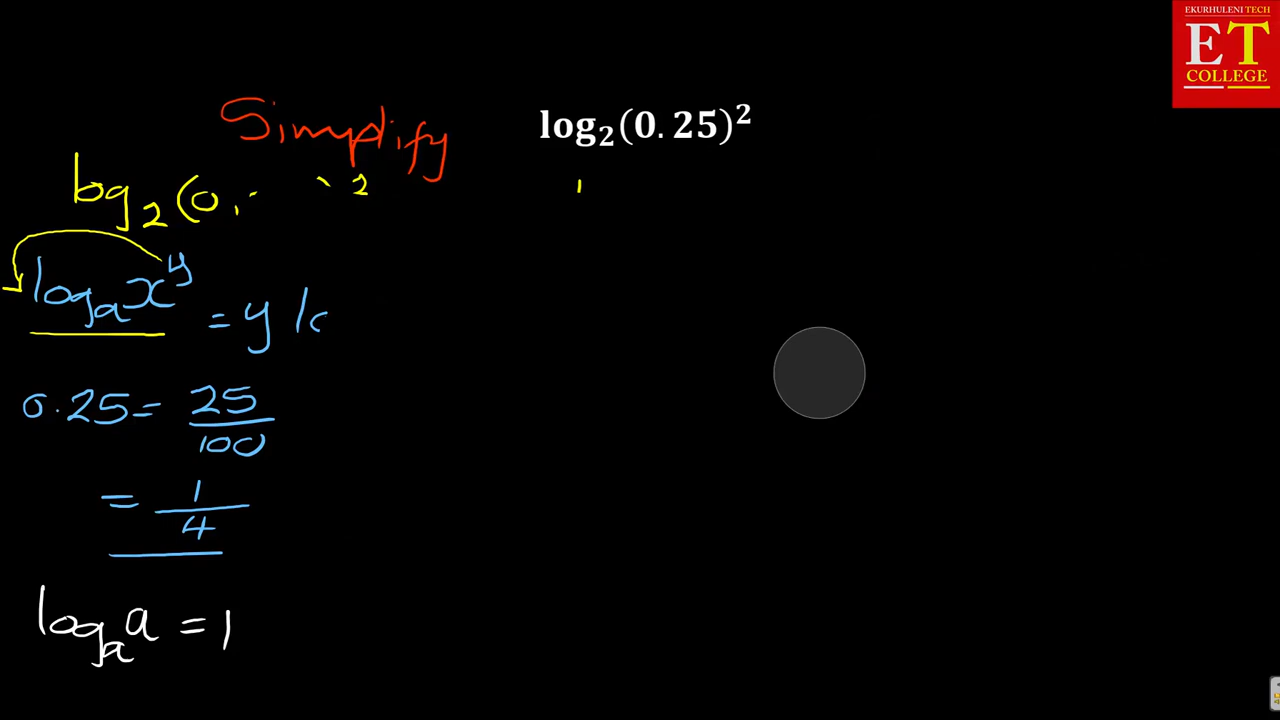 EKURHULENI TECH
ET
COLLEGE
Simplify log₂(0.25)²
log₂(0, ²
logₐx^y = y lo
0.25 = 25/100
= 1/4
logₐa = 1